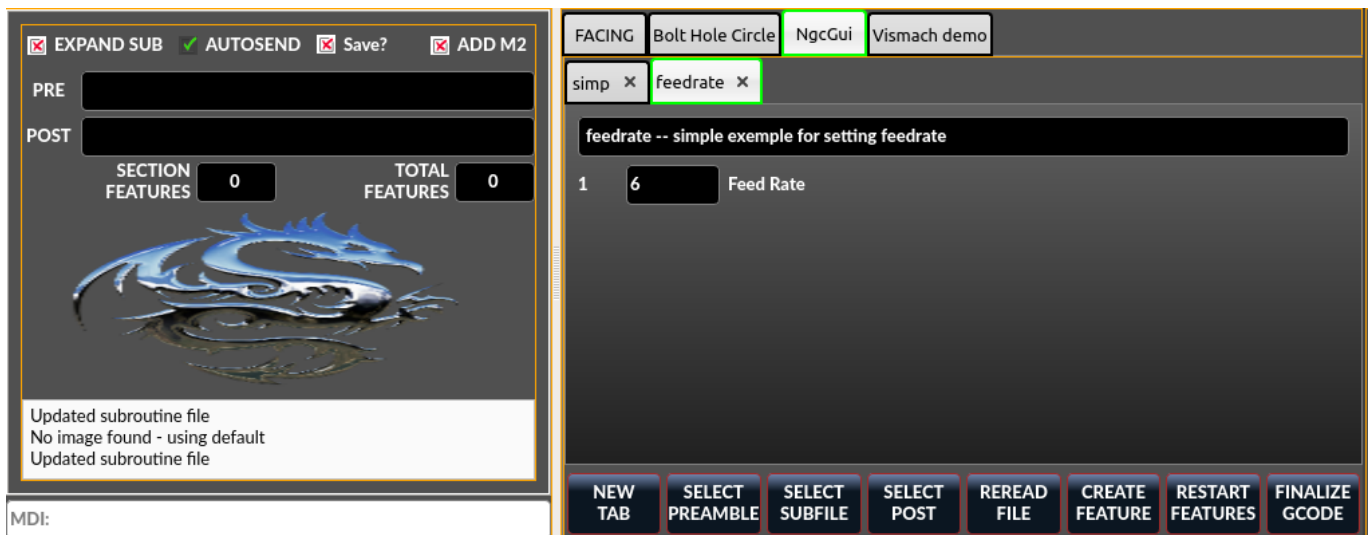 EXPAND SUB AUTOSEND Save? ADD M2
PRE
POST
SECTION FEATURES 0 TOTAL FEATURES 0
Updated subroutine file
No image found - using default
Updated subroutine file
MDI:
FACING Bolt Hole Circle NgcGui Vismach demo
simp × feedrate ×
feedrate -- simple exemple for setting feedrate
1 6 Feed Rate
NEW TAB SELECT PREAMBLE SELECT SUBFILE SELECT POST REREAD FILE CREATE FEATURE RESTART FEATURES FINALIZE GCODE